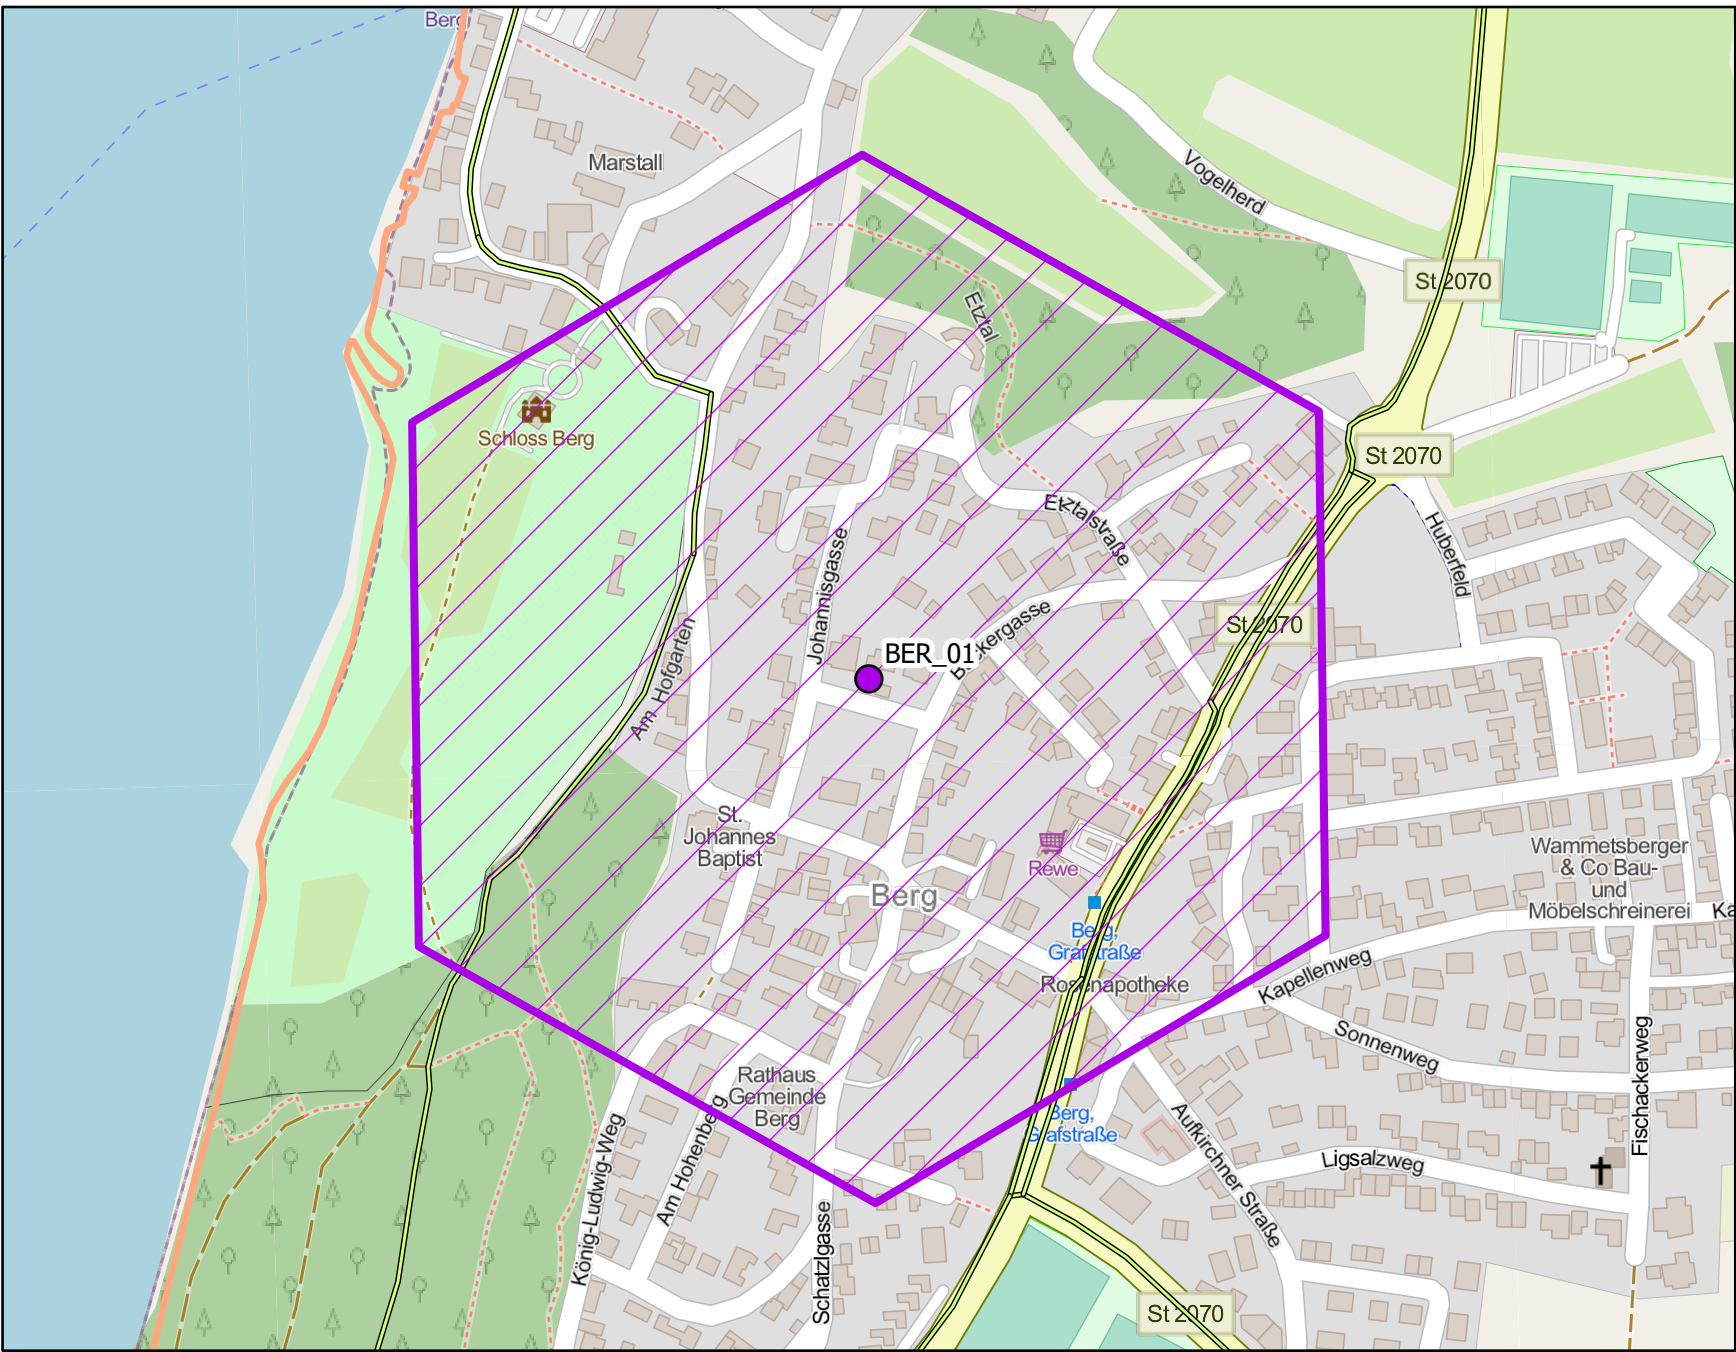 Berg
Marstall
Vogelherd
St 2070
Etztal
Schloss Berg
St 2070
Etztalstraße
Huberfeld
Johannisgasse
St 2070
Am Hofgarten
BER_01
St.
Johannes
Baptist
Rewe
Berg
Wammetsberger
& Co Bau-
und
Möbelschreinerei
Berg,
Grafstraße
Rosenapotheke
Kapellenweg
Sonnenweg
Fischackerweg
Rathaus
Gemeinde
Berg
Berg,
Grafstraße
König-Ludwig-Weg
Am Hohenberg
Aufkirchner Straße
Ligsalzweg
Schatzlgasse
St 2070